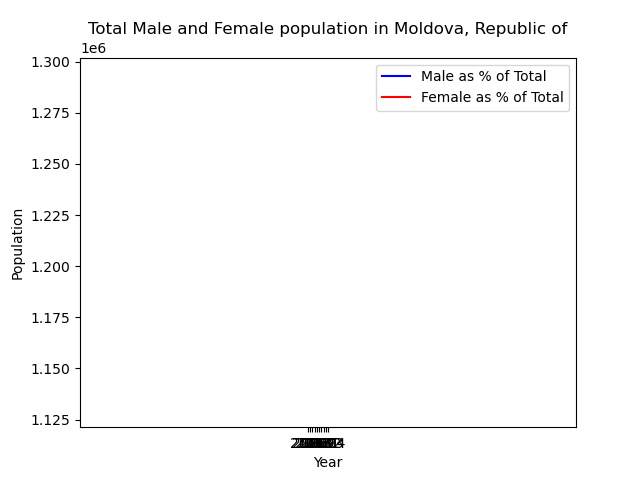 Total Male and Female population in Moldova, Republic of
1e6
1.300
1.275
1.250
1.225
1.200
1.175
1.150
1.125
Population
Male as % of Total
Female as % of Total
Year